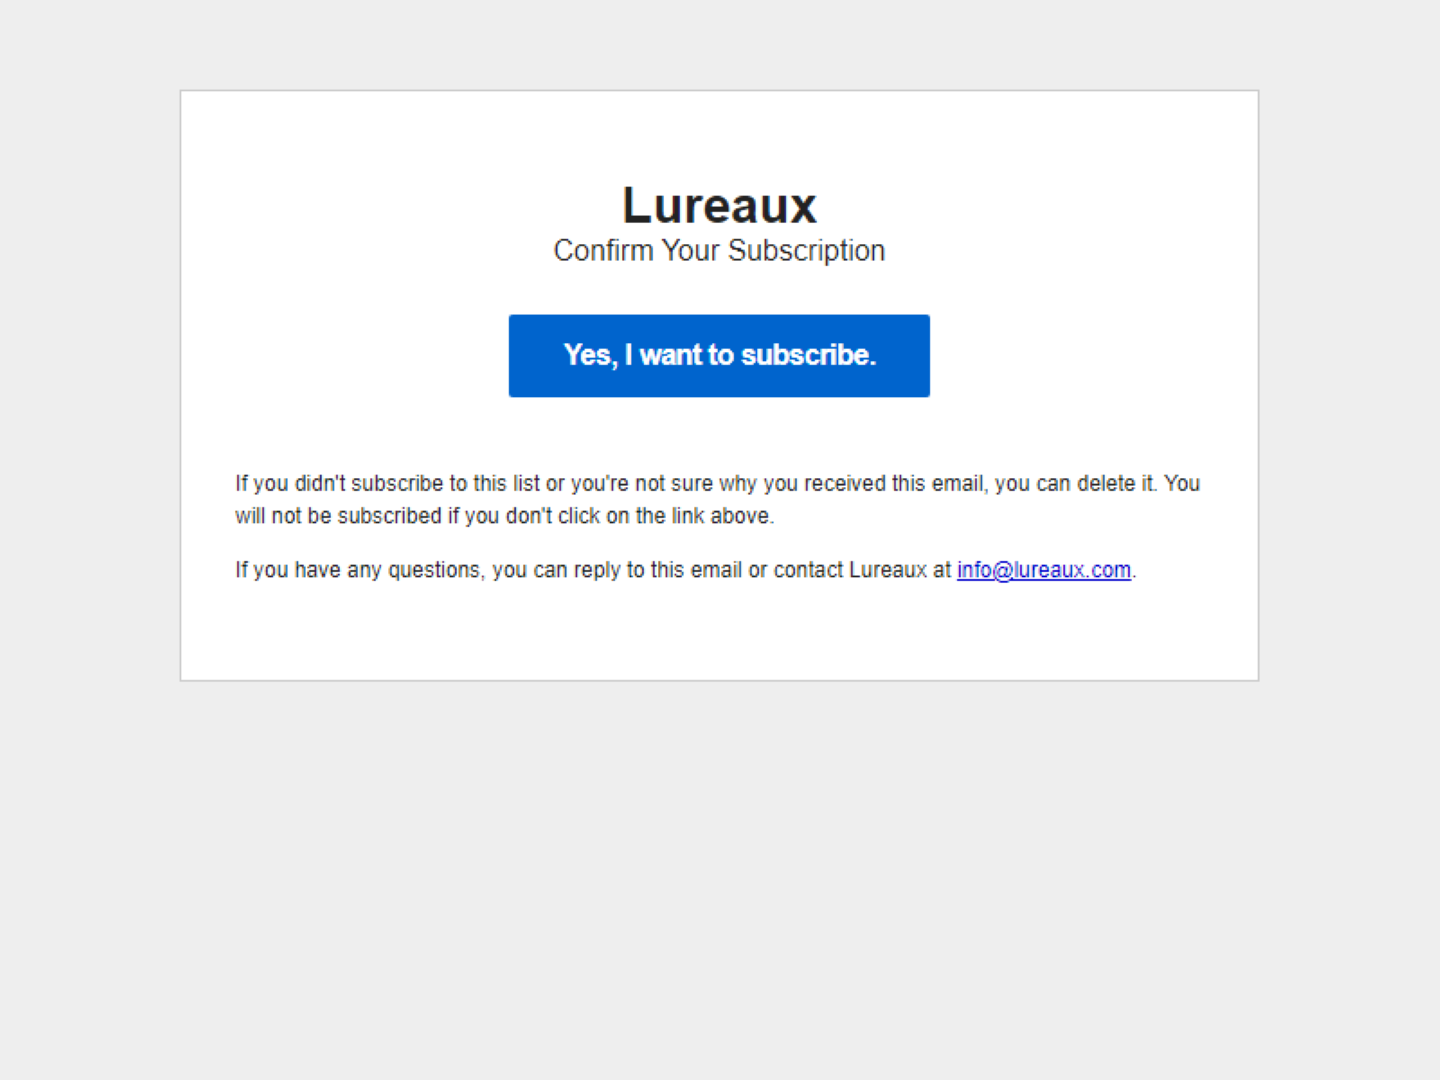 Lureaux
Confirm Your Subscription
Yes, I want to subscribe.
If you didn't subscribe to this list or you're not sure why you received this email, you can delete it. You
will not be subscribed if you don't click on the link above.
If you have any questions, you can reply to this email or contact Lureaux at info@lureaux.com.